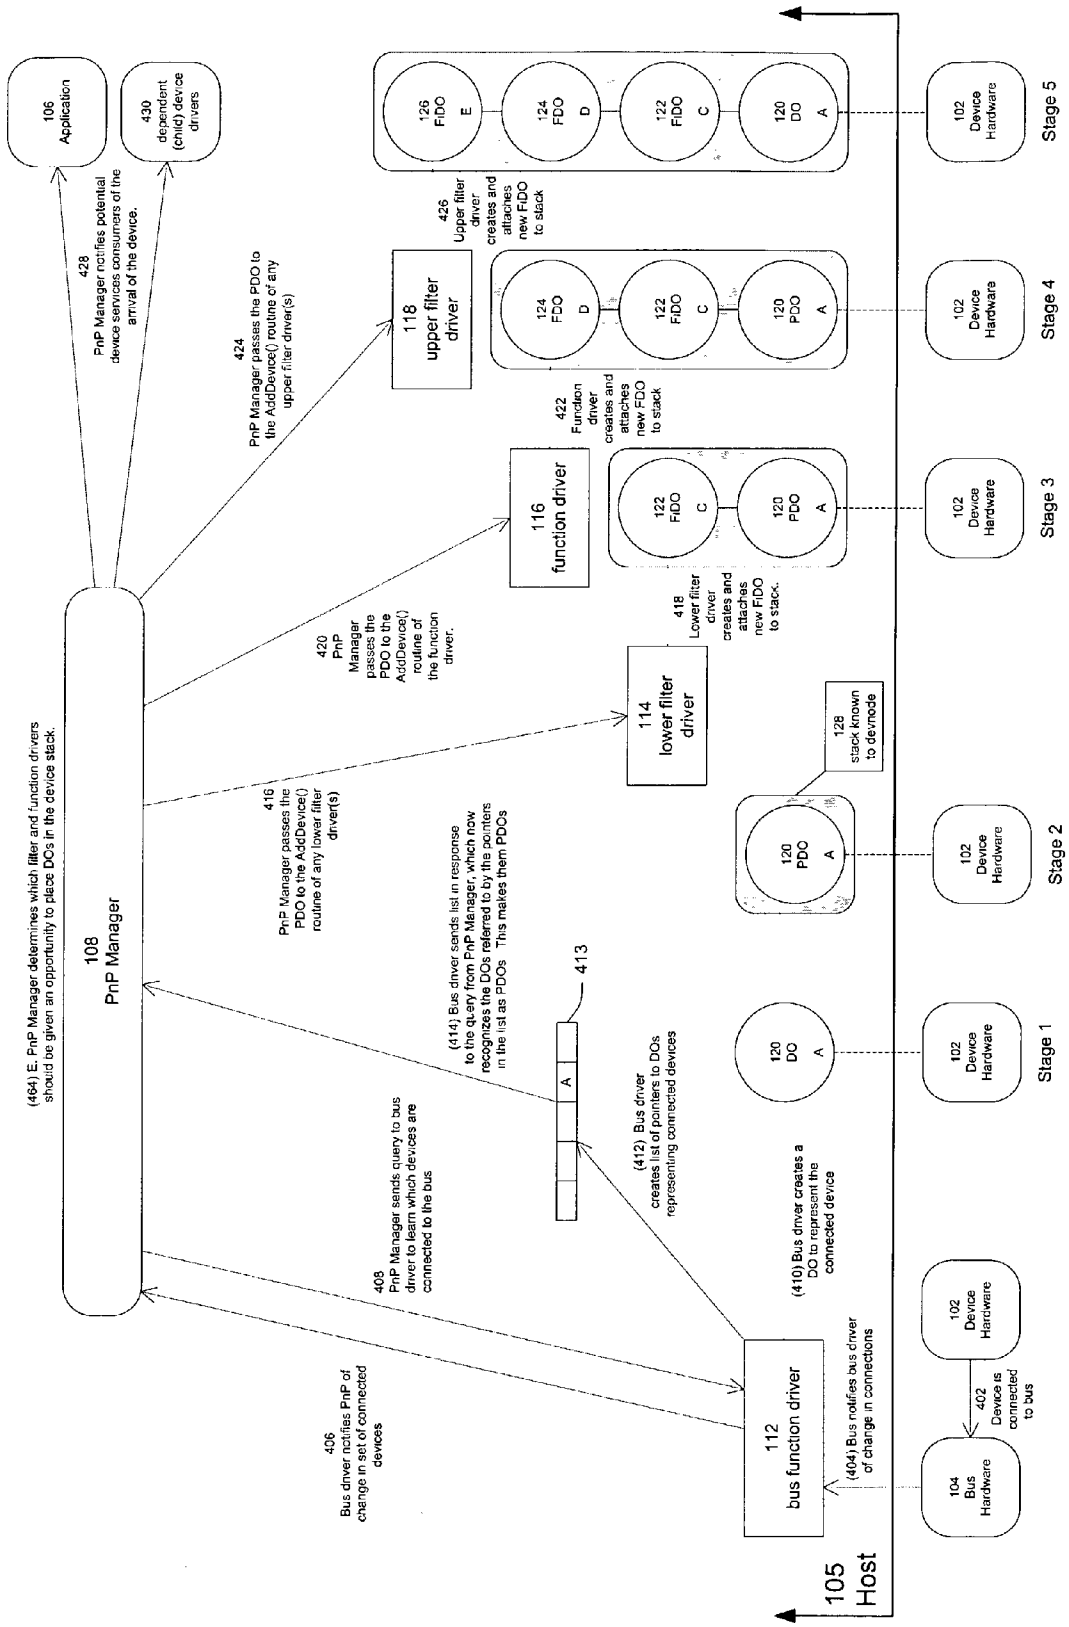 (464) E. PnP Manager determines which filter and function drivers
should be given an opportunity to place DOs in the device stack.
108
PnP Manager
106
Application
430
dependent
(child) device
drivers
428
PnP Manager notifies potential
device services consumers of the
arrival of the device.
424
PnP Manager passes the PDO to
the AddDevice() routine of any
upper filter driver(s)
420
PnP
Manager
passes the
PDO to the
AddDevice()
routine of
the function
driver.
416
PnP Manager passes the
PDO to the AddDevice()
routine of any lower filter
driver(s)
(414) Bus driver sends list in response
to the query from PnP Manager, which now
recognizes the DOs referred to by the pointers
in the list as PDOs This makes them PDOs
408
PnP Manager sends query to bus
driver to learn which devices are
connected to the bus
406
Bus driver notifies PnP of
change in set of connected
devices
A
413
(412) Bus driver
creates list of pointers to DOs
representing connected devices
(410) Bus driver creates a
DO to represent the
connected device
112
bus function driver
(404) Bus notifies bus driver
of change in connections
105
Host
104
Bus
Hardware
402
Device is
connected
to bus
102
Device
Hardware
120
DO
A
102
Device
Hardware
Stage 1
120
PDO
A
128
stack known
to devnode
102
Device
Hardware
Stage 2
114
lower filter
driver
418
Lower filter
driver
creates and
attaches
new FiDO
to stack.
122
FiDO
C
120
PDO
A
102
Device
Hardware
Stage 3
116
function driver
422
Function
driver
creates and
attaches
new FDO
to stack
124
FDO
D
122
FiDO
C
120
PDO
A
102
Device
Hardware
Stage 4
118
upper filter
driver
426
Upper filter
driver
creates and
attaches
new FiDO
to stack
126
FiDO
E
124
FDO
D
122
FiDO
C
120
DO
A
102
Device
Hardware
Stage 5